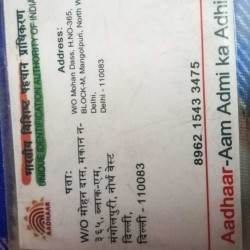 भारतीय विशिष्ट पहचान प्राधिकरण
UNIQUE IDENTIFICATION AUTHORITY OF INDIA
AADHAAR
पता:
W/O मोहन दास, मकान न-
३६५, ब्लाक-एम,
मंगोलपुरी, नोर्थ वेस्ट
दिल्ली,
दिल्ली - 110083
Address:
W/O Mohan Dass, H.NO-365,
BLOCK-M, Mangolpuri, North W
Delhi,
Delhi - 110083
8962 1543 3475
Aadhaar-Aam Admi ka Adhi